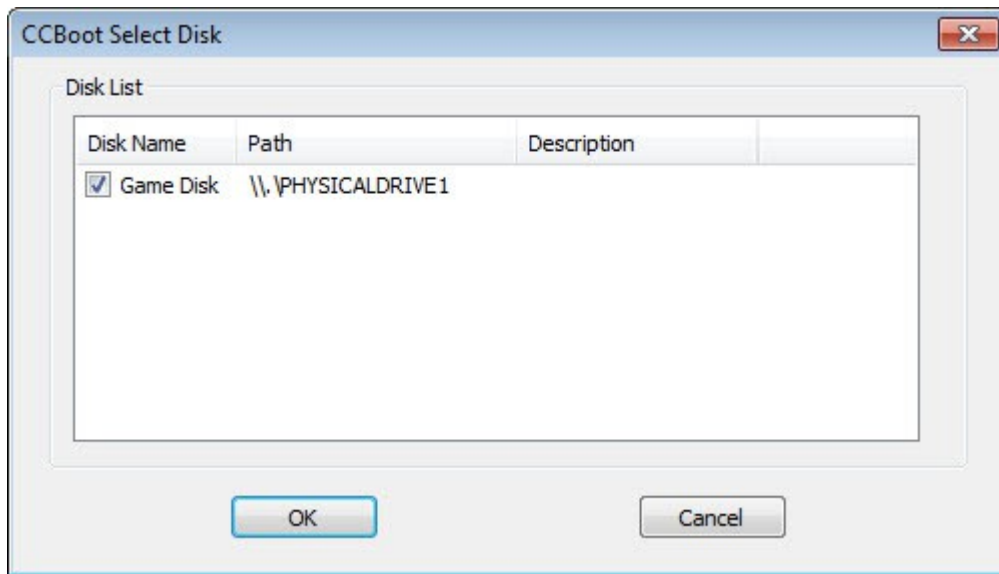 CCBoot Select Disk
Disk List
Disk Name Path Description
Game Disk \\.\PHYSICALDRIVE1
OK Cancel